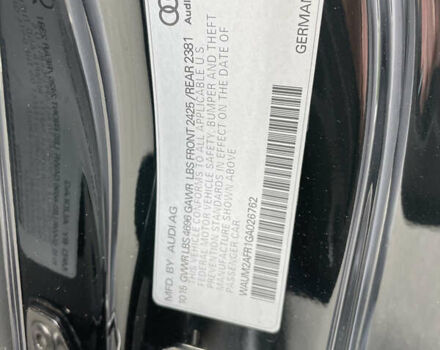 Audi
GERMAN
MFD. BY: AUDI AG
10.15 GVWR LBS 4696 GAWR LBS FRONT 2425 / REAR 2381
THIS VEHICLE CONFORMS TO ALL APPLICABLE U.S.
FEDERAL MOTOR VEHICLE SAFETY, BUMPER AND THEFT
PREVENTION STANDARDS IN EFFECT ON THE DATE OF
MANUFACTURE SHOWN ABOVE
PASSENGER CAR
WAUM2AFR1GA026762